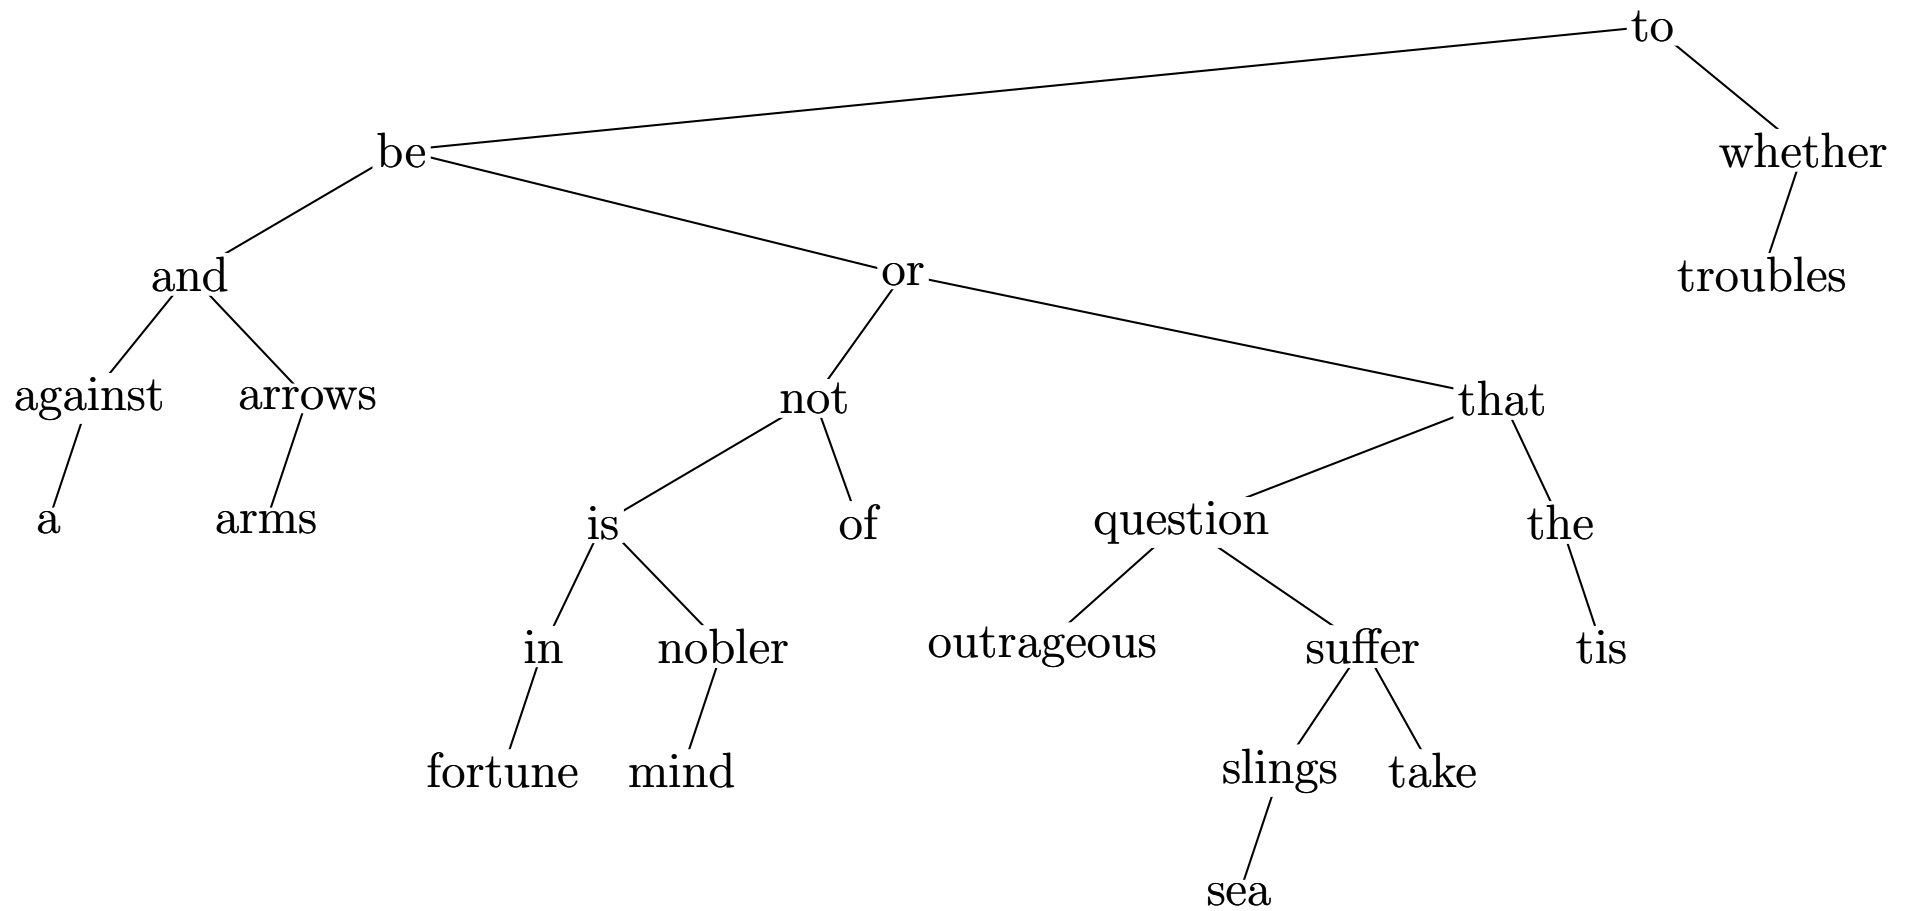 to
be whether
and or troubles
against arrows not that
a arms is of question the
in nobler outrageous suffer tis
fortune mind slings take
sea